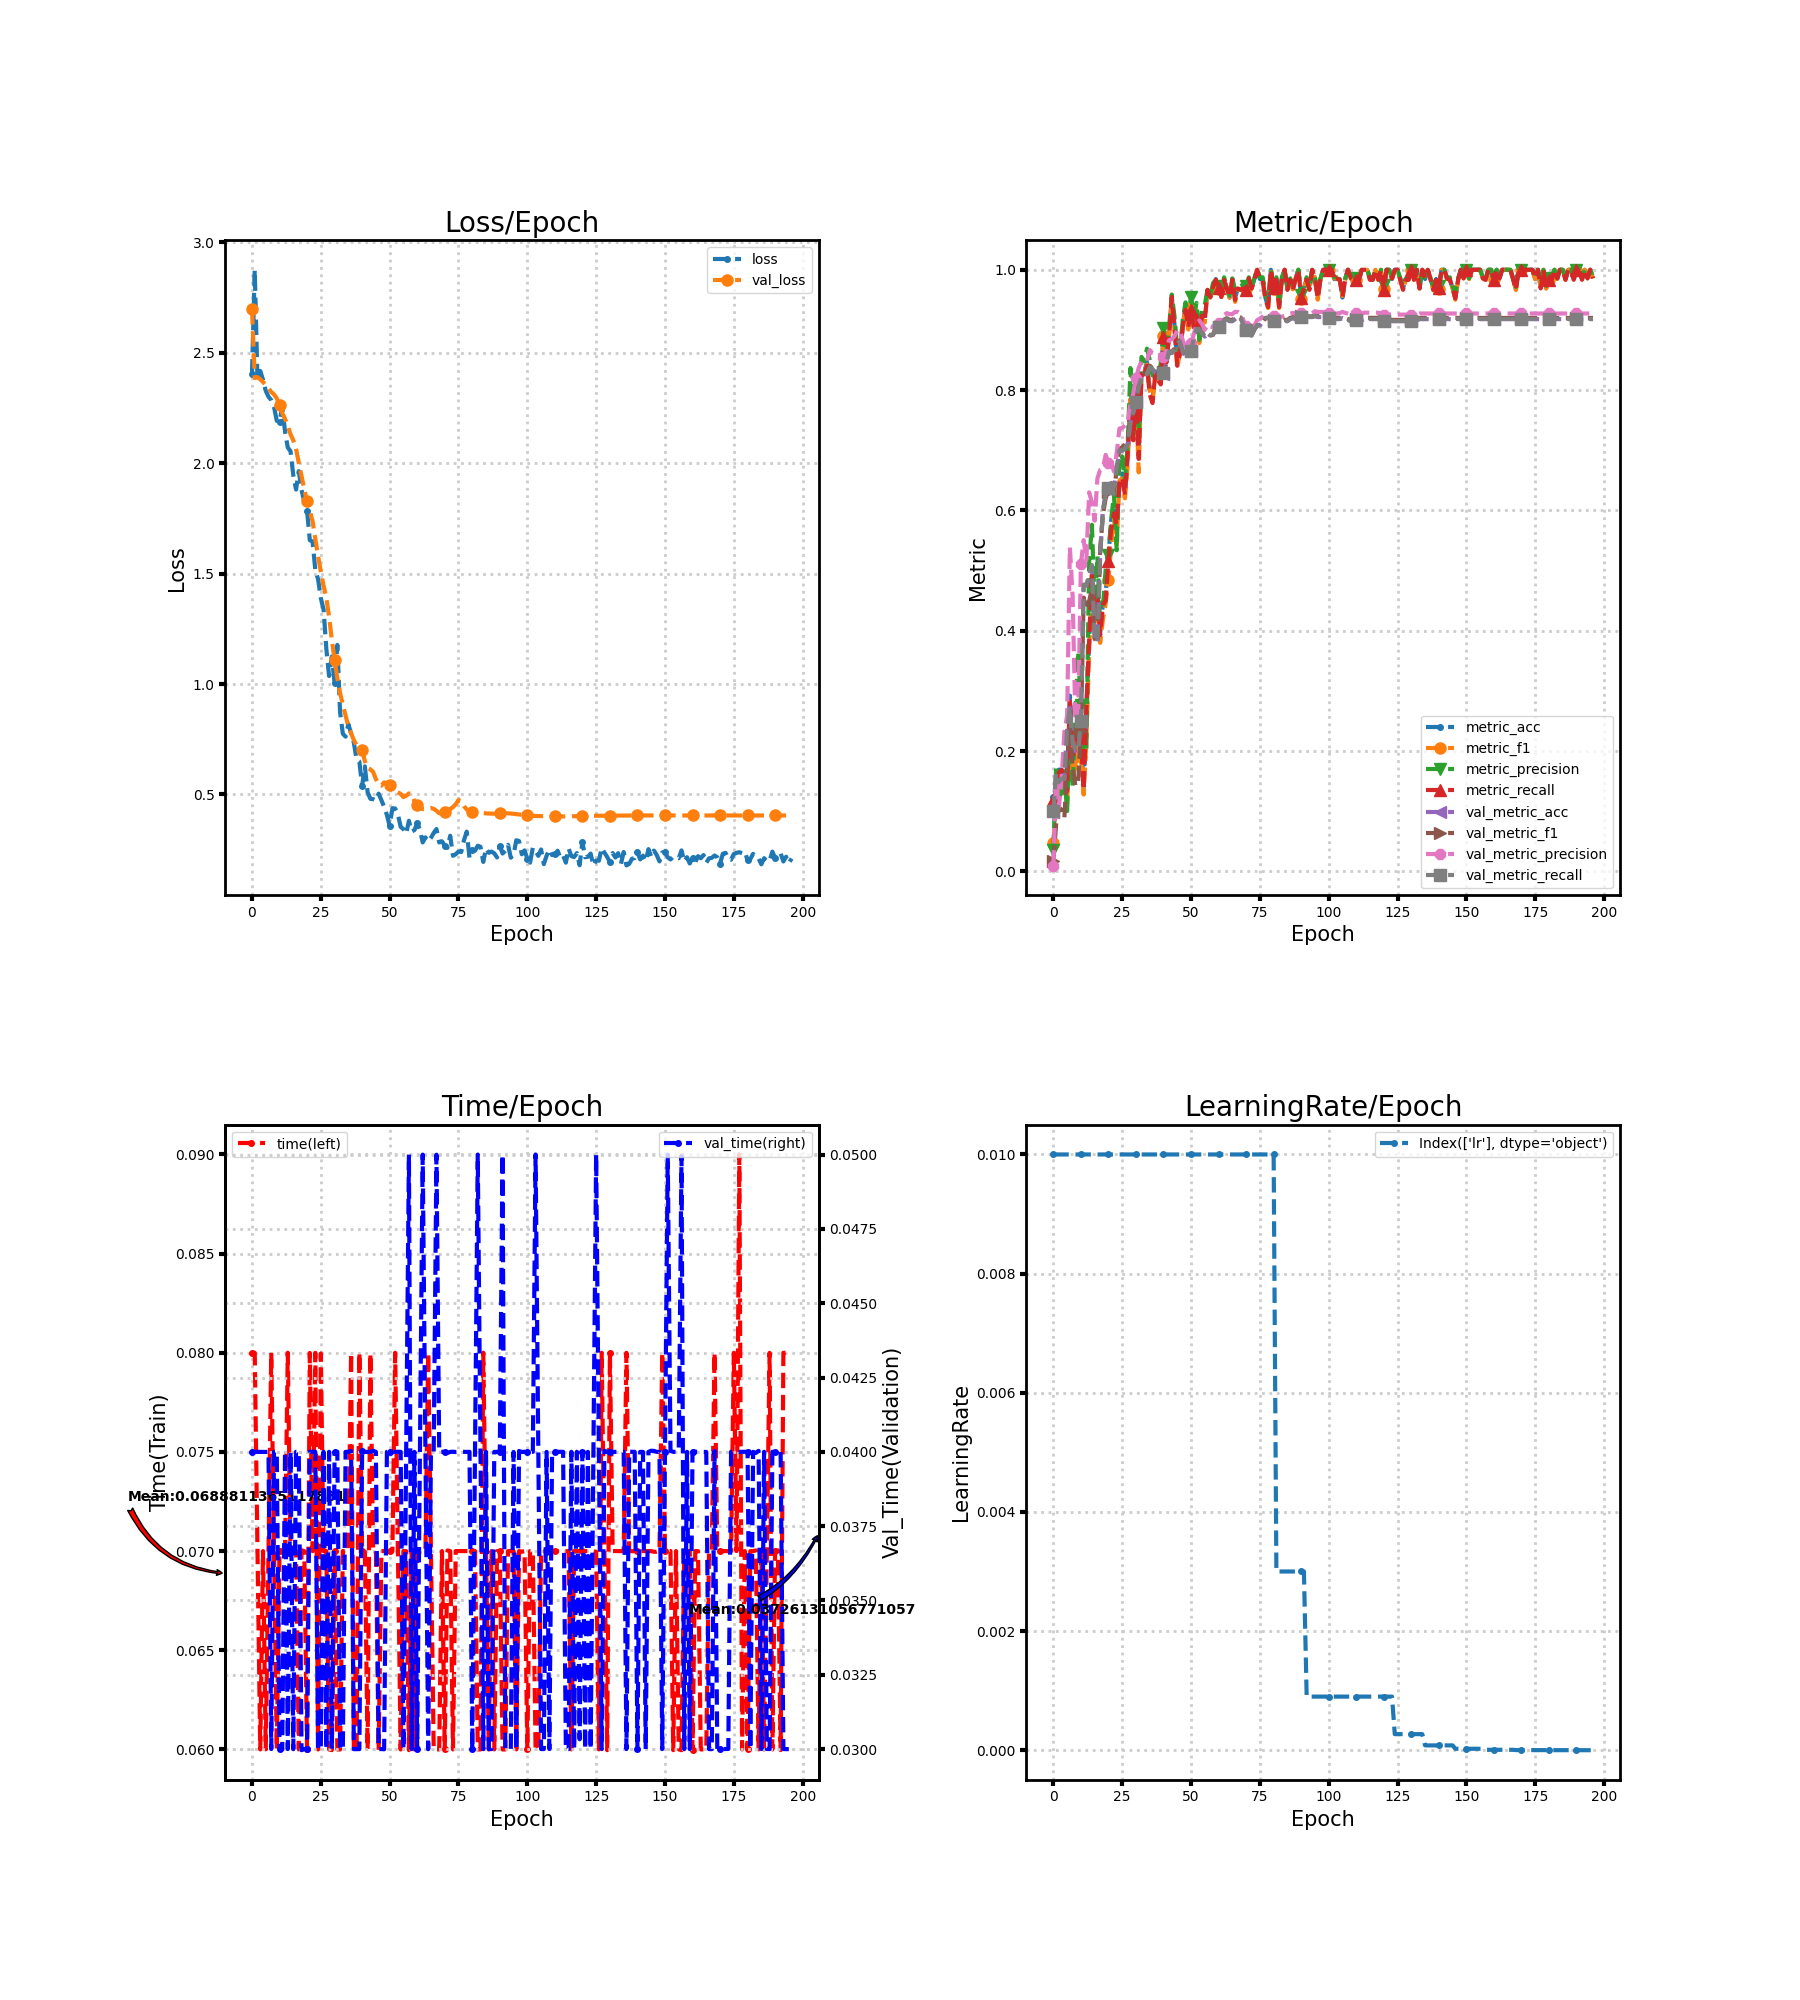 Loss/Epoch
3.0
2.5
2.0
1.5
1.0
0.5
Loss
loss
val_loss
0 25 50 75 100 125 150 175 200
Epoch
Metric/Epoch
1.0
0.8
0.6
0.4
0.2
0.0
Metric
metric_acc
metric_f1
metric_precision
metric_recall
val_metric_acc
val_metric_f1
val_metric_precision
val_metric_recall
0 25 50 75 100 125 150 175 200
Epoch
Time/Epoch
time(left)
val_time(right)
0.090
0.085
0.080
0.075
0.070
0.065
0.060
Time(Train)
0.0500
0.0475
0.0450
0.0425
0.0400
0.0375
0.0350
0.0325
0.0300
Val_Time(Validation)
Mean:0.03726131056771057
0 25 50 75 100 125 150 175 200
Epoch
LearningRate/Epoch
Index(['lr'], dtype='object')
0.010
0.008
0.006
0.004
0.002
0.000
LearningRate
0 25 50 75 100 125 150 175 200
Epoch